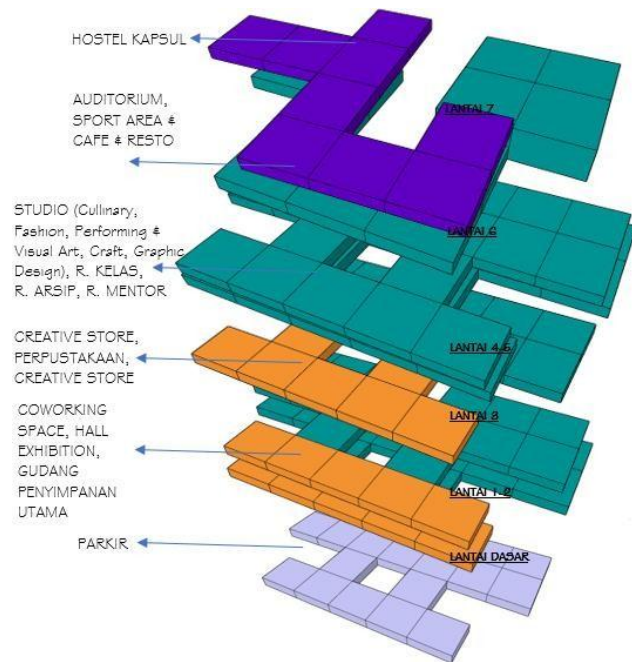 HOSTEL KAPSUL
AUDITORIUM,
SPORT AREA &
CAFE & RESTO
STUDIO (Cullinary,
Fashion, Performing &
Visual Art, Craft, Graphic
Design), R. KELAS,
R. ARSIP, R. MENTOR
CREATIVE STORE,
PERPUSTAKAAN,
CREATIVE STORE
COWORKING
SPACE, HALL
EXHIBITION,
GUDANG
PENYIMPANAN
UTAMA
PARKIR
LANTAI 7
LANTAI 6
LANTAI 4-5
LANTAI 3
LANTAI 1-2
LANTAI DASAR